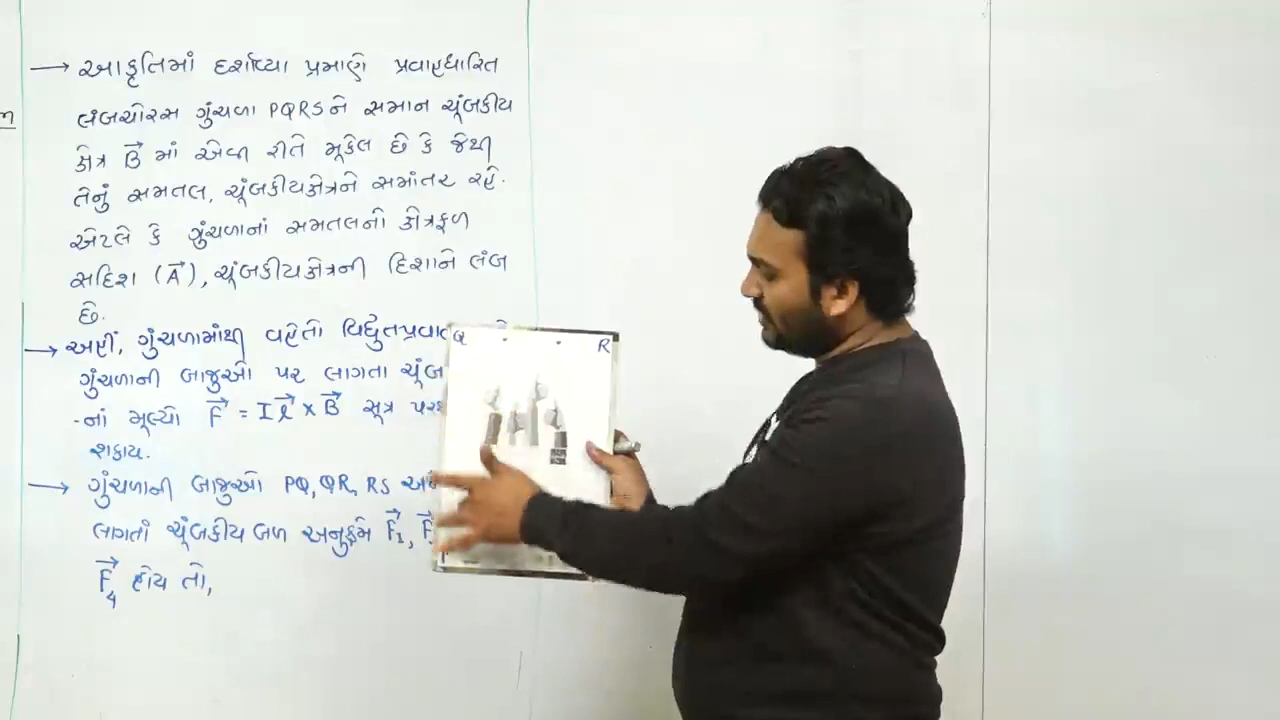 → આકૃતિમાં દર્શાવ્યા પ્રમાણે પ્રવાહધારિત
લંબચોરસ ગુંચળા PQRSને સમાન ચૂંબકીય
ક્ષેત્ર B⃗ માં એવી રીતે મૂકેલ છે કે જેથી
તેનું સમતલ, ચૂંબકીયક્ષેત્રને સમાંતર રહે.
એટલે કે ગુંચળાનાં સમતલનો ક્ષેત્રફળ
સદિશ (A⃗), ચૂંબકીયક્ષેત્રની દિશાને લંબ
છે.
→ અહીં, ગુંચળામાંથી વહેતો વિદ્યુતપ્રવા
ગુંચળાની બાજુઓ પર લાગતા ચૂંબ
-નાં મૂલ્યો F⃗ = I l⃗ × B⃗ સૂત્ર પર
શકાય.
→ ગુંચળાની બાજુઓ PQ, QR, RS અ
લાગતાં ચૂંબકીય બળ અનુક્રમે F⃗₁, F⃗
F⃗₄ હોય તો,
Q R